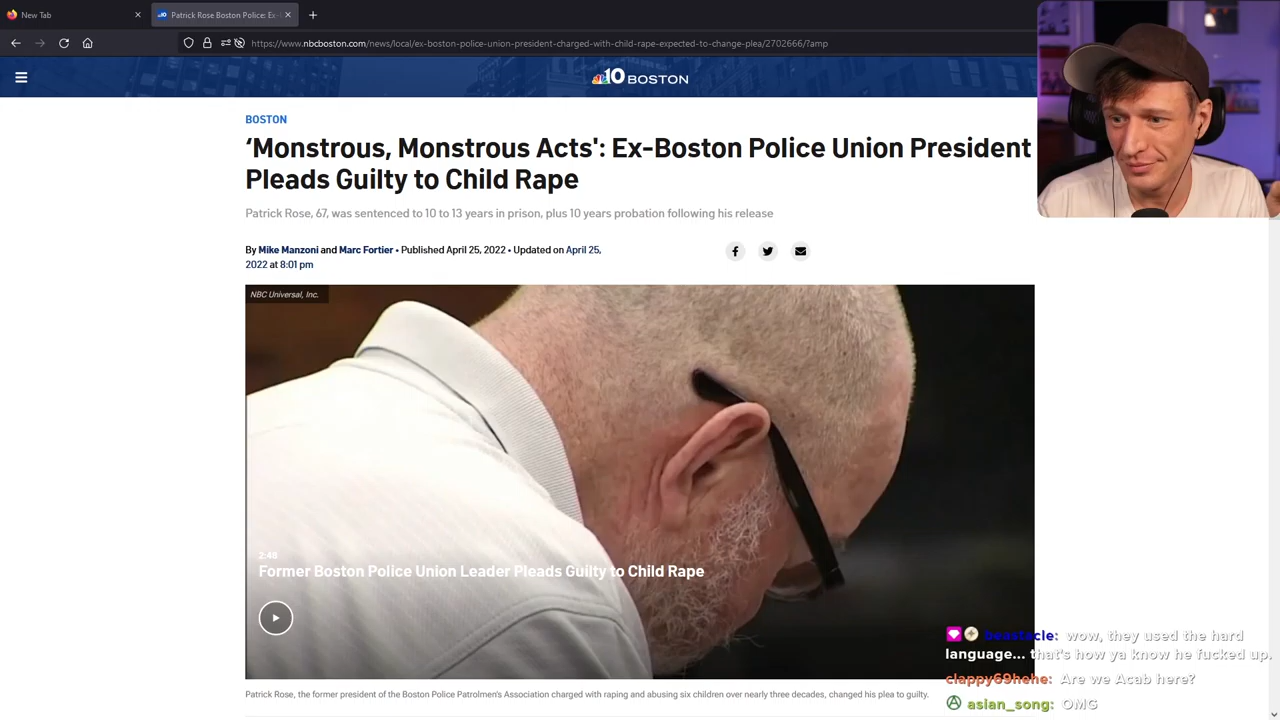 New Tab
Patrick Rose Boston Police: Ex-
https://www.nbcboston.com/news/local/ex-boston-police-union-president-charged-with-child-rape-expected-to-change-plea/2702666/?amp
10 BOSTON
BOSTON
‘Monstrous, Monstrous Acts': Ex-Boston Police Union President
Pleads Guilty to Child Rape
Patrick Rose, 67, was sentenced to 10 to 13 years in prison, plus 10 years probation following his release
By Mike Manzoni and Marc Fortier • Published April 25, 2022 • Updated on April 25,
2022 at 8:01 pm
NBC Universal, Inc.
2:48
Former Boston Police Union Leader Pleads Guilty to Child Rape
beastacle: wow, they used the hard
language... that's how ya know he fucked up.
clappy69hehe: Are we Acab here?
asian_song: OMG
Patrick Rose, the former president of the Boston Police Patrolmen's Association charged with raping and abusing six children over nearly three decades, changed his plea to guilty.